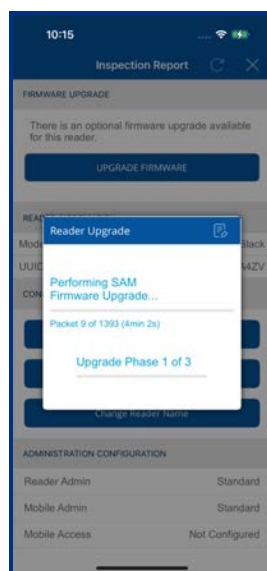 10:15
Inspection Report
FIRMWARE UPGRADE
There is an optional firmware upgrade available
for this reader.
UPGRADE FIRMWARE
Reader Upgrade
Performing SAM
Firmware Upgrade...
Packet 9 of 1393 (4min 2s)
Upgrade Phase 1 of 3
Change Reader Name
ADMINISTRATION CONFIGURATION
Reader Admin Standard
Mobile Admin Standard
Mobile Access Not Configured